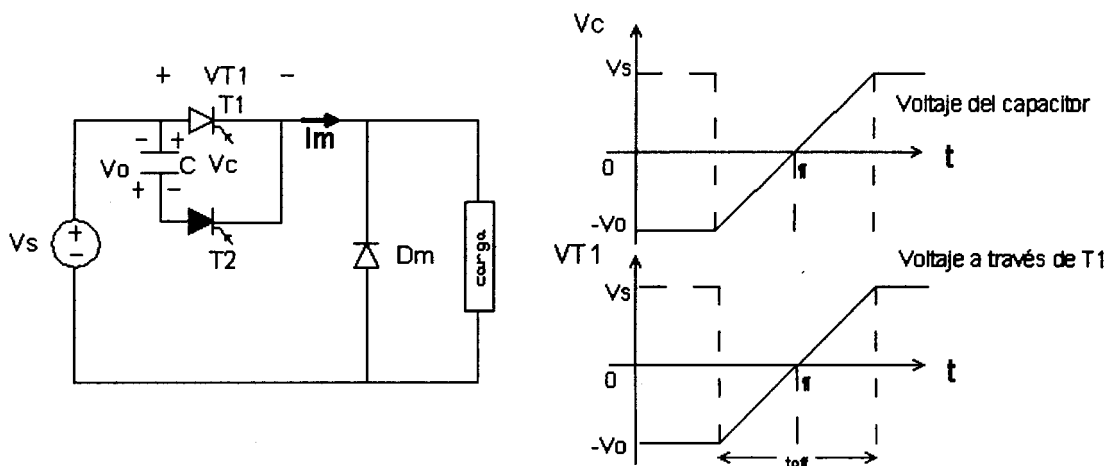 + VT1 -
T1
- +
Vo C Vc
+ -
T2
Im
Vs
+
-
Dm
carga
Vc
Vs
Voltaje del capacitor
0
t
-Vo
VT1
Voltaje a través de T1
Vs
0
t
-Vo
toff